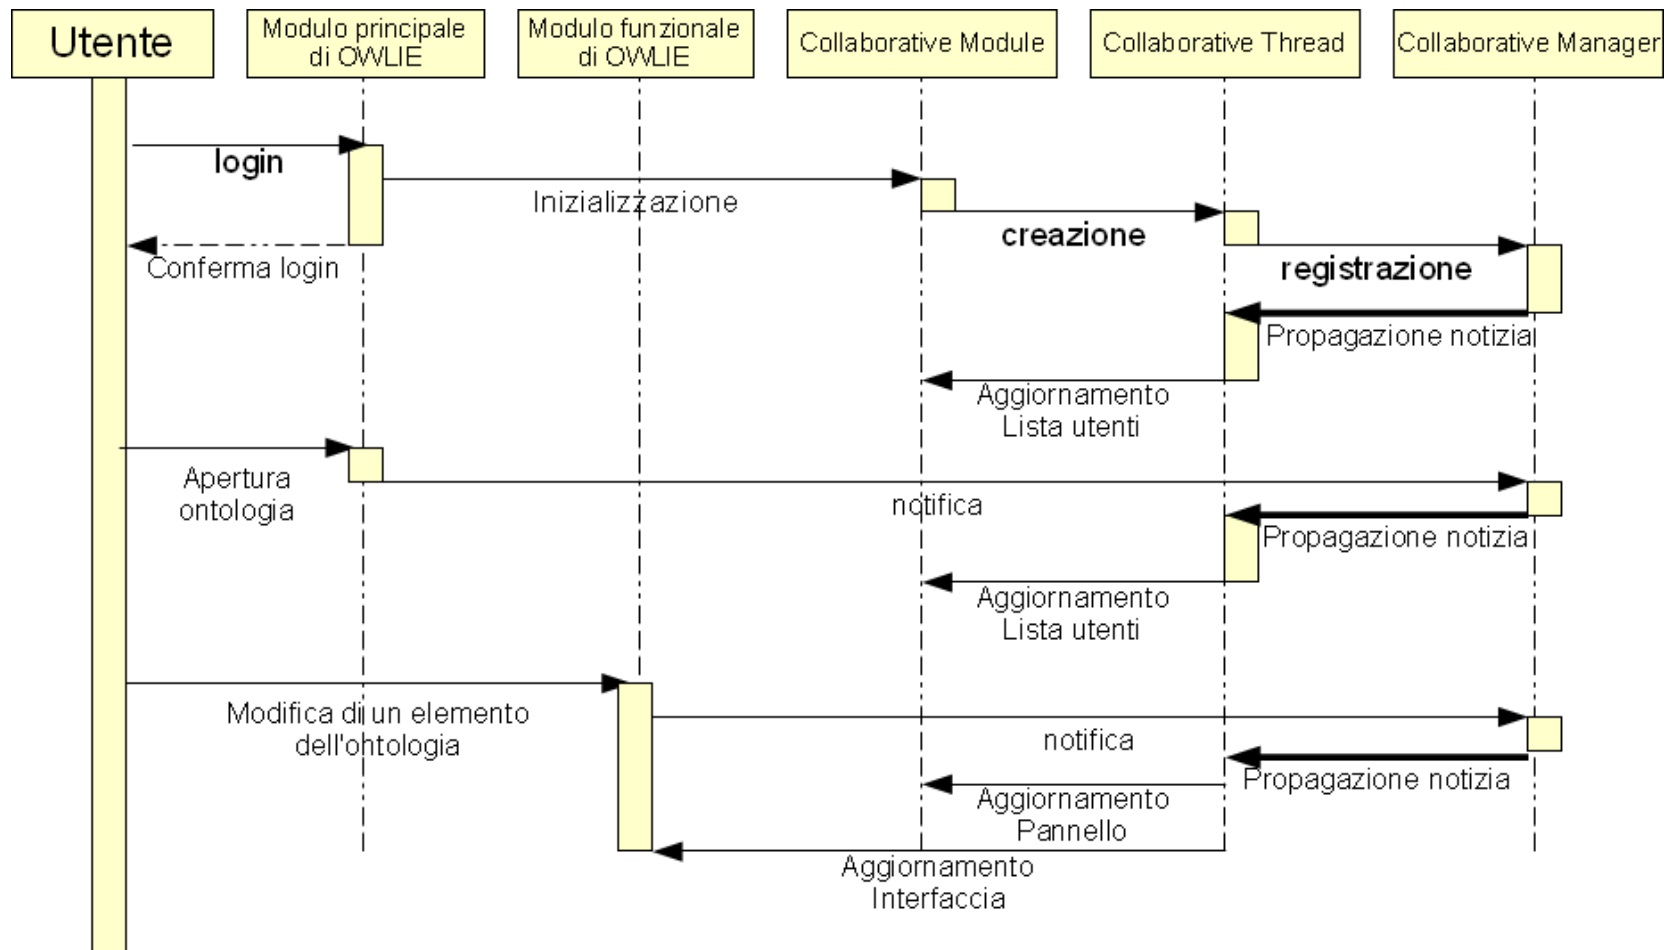 Utente
Modulo principale
di OWLIE
Modulo funzionale
di OWLIE
Collaborative Module
Collaborative Thread
Collaborative Manager
login
Inizializzazione
creazione
Conferma login
registrazione
Propagazione notizia
Aggiornamento
Lista utenti
Apertura
ontologia
notifica
Propagazione notizia
Aggiornamento
Lista utenti
Modifica di un elemento
dell'ontologia
notifica
Propagazione notizia
Aggiornamento
Pannello
Aggiornamento
Interfaccia